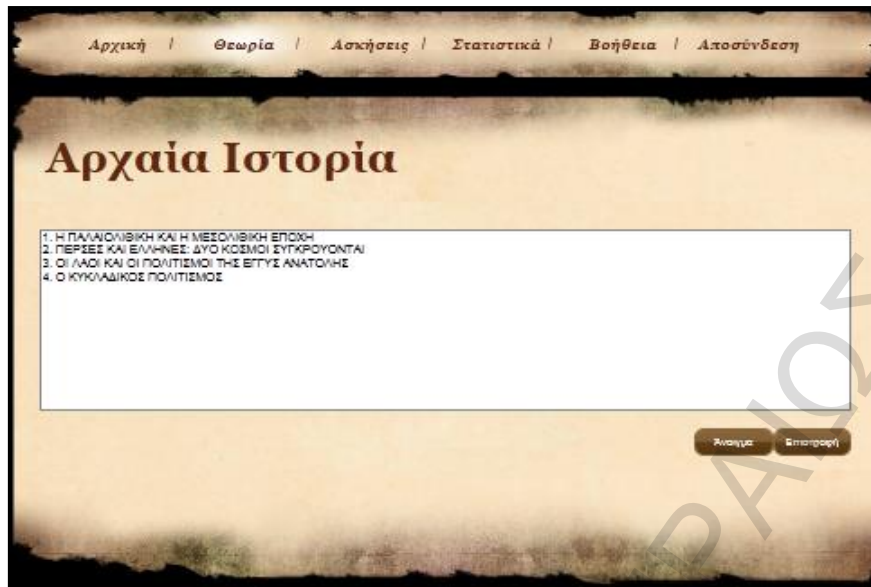 Αρχική / Θεωρία / Ασκήσεις / Στατιστικά / Βοήθεια / Αποσύνδεση
Αρχαία Ιστορία
1. Η ΠΑΛΑΙΟΛΙΘΙΚΗ ΚΑΙ Η ΜΕΣΟΛΙΘΙΚΗ ΕΠΟΧΗ
2. ΠΕΡΣΕΣ ΚΑΙ ΕΛΛΗΝΕΣ: ΔΥΟ ΚΟΣΜΟΙ ΣΥΓΚΡΟΥΟΝΤΑΙ
3. ΟΙ ΛΑΟΙ ΚΑΙ ΟΙ ΠΟΛΙΤΙΣΜΟΙ ΤΗΣ ΕΓΓΥΣ ΑΝΑΤΟΛΗΣ
4. Ο ΚΥΚΛΑΔΙΚΟΣ ΠΟΛΙΤΙΣΜΟΣ
Άνοιγμα Επιστροφή
ΡΑΙΩΣ